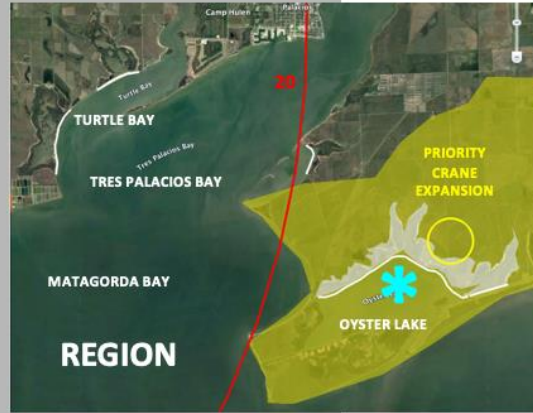 Camp Hulen
Palacios
20
Turtle Bay
TURTLE BAY
Tres Palacios Bay
TRES PALACIOS BAY
PRIORITY
CRANE
EXPANSION
MATAGORDA BAY
Oyste
OYSTER LAKE
REGION